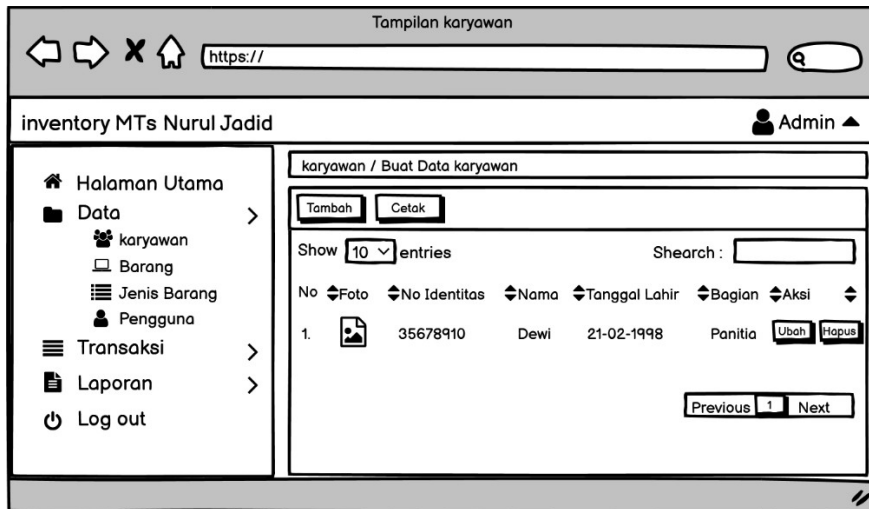 Tampilan karyawan
https://
inventory MTs Nurul Jadid
Admin
Halaman Utama
Data
karyawan
Barang
Jenis Barang
Pengguna
Transaksi
Laporan
Log out
karyawan / Buat Data karyawan
Tambah Cetak
Show 10 entries Shearch :
No Foto No Identitas Nama Tanggal Lahir Bagian Aksi
1. 35678910 Dewi 21-02-1998 Panitia Ubah Hapus
Previous 1 Next